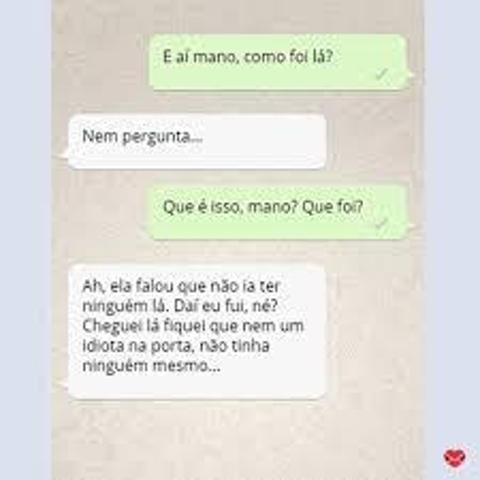 E aí mano, como foi lá?
Nem pergunta...
Que é isso, mano? Que foi?
Ah, ela falou que não ia ter
ninguém lá. Daí eu fui, né?
Cheguei lá fiquei que nem um
idiota na porta, não tinha
ninguém mesmo...